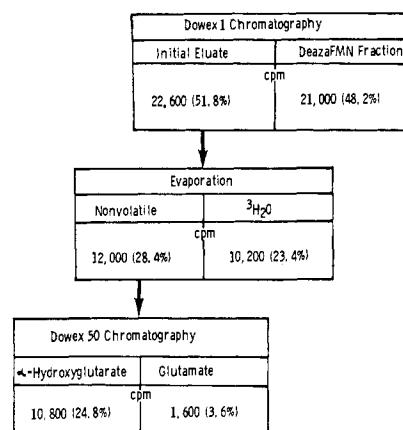 Dowex 1 Chromatography
Initial Eluate DeazaFMN Fraction
cpm
22,600 (51.8%) 21,000 (48.2%)
Evaporation
Nonvolatile ³H₂O
cpm
12,000 (28.4%) 10,200 (23.4%)
Dowex 50 Chromatography
α-Hydroxyglutarate Glutamate
cpm
10,800 (24.8%) 1,600 (3.6%)